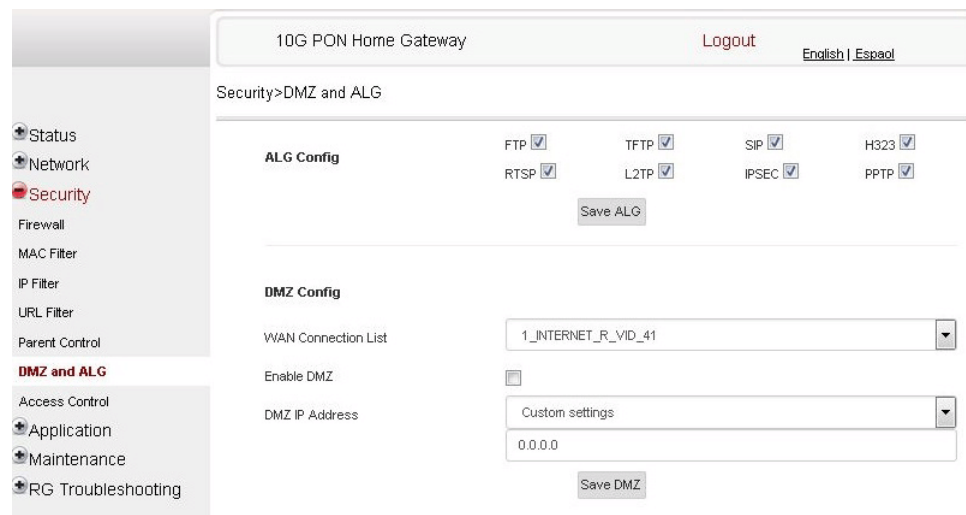 10G PON Home Gateway
Logout
English | Espaol
Security>DMZ and ALG
Status
Network
Security
Firewall
MAC Filter
IP Filter
URL Filter
Parent Control
DMZ and ALG
Access Control
Application
Maintenance
RG Troubleshooting
ALG Config
FTP TFTP SIP H323
RTSP L2TP IPSEC PPTP
Save ALG
DMZ Config
WAN Connection List
1_INTERNET_R_VID_41
Enable DMZ
DMZ IP Address
Custom settings
0.0.0.0
Save DMZ